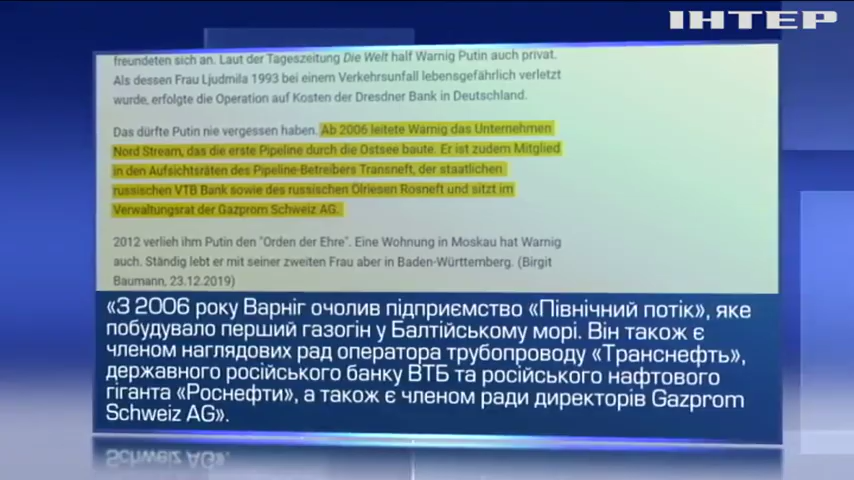 ІНТЕР
freundeten sich an. Laut der Tageszeitung Die Welt half Warnig Putin auch privat.
Als dessen Frau Ljudmila 1993 bei einem Verkehrsunfall lebensgefährlich verletzt
wurde, erfolgte die Operation auf Kosten der Dresdner Bank in Deutschland.
Das dürfte Putin nie vergessen haben. Ab 2006 leitete Warnig das Unternehmen
Nord Stream, das die erste Pipeline durch die Ostsee baute. Er ist zudem Mitglied
in den Aufsichtsräten des Pipeline-Betreibers Transneft, der staatlichen
russischen VTB Bank sowie des russischen Ölriesen Rosneft und sitzt im
Verwaltungsrat der Gazprom Schweiz AG.
2012 verlieh ihm Putin den "Orden der Ehre". Eine Wohnung in Moskau hat Warnig
auch. Ständig lebt er mit seiner zweiten Frau aber in Baden-Württemberg. (Birgit
Baumann, 23.12.2019)
«З 2006 року Варніг очолив підприємство «Північний потік», яке
побудувало перший газогін у Балтійському морі. Він також є
членом наглядових рад оператора трубопроводу «Транснефть»,
державного російського банку ВТБ та російського нафтового
гіганта «Роснефти», а також є членом ради директорів Gazprom
Schweiz AG».